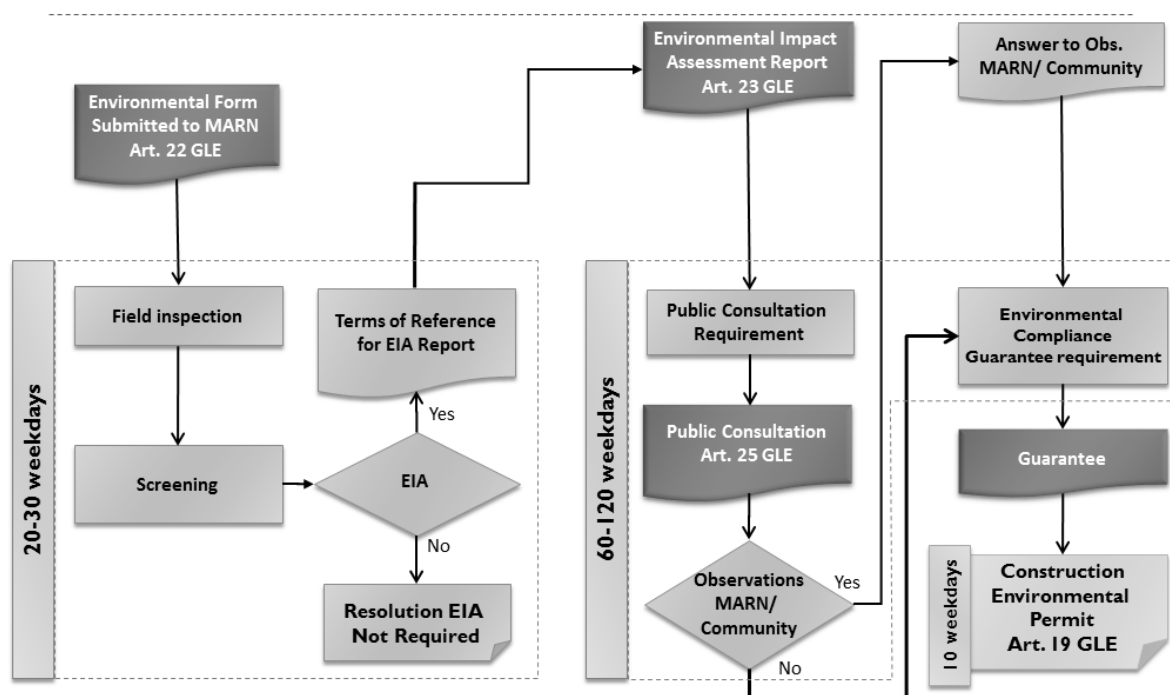 Environmental Form
Submitted to MARN
Art. 22 GLE
20-30 weekdays
Field inspection
Screening
Terms of Reference
for EIA Report
Yes
EIA
No
Resolution EIA
Not Required
Environmental Impact
Assessment Report
Art. 23 GLE
60-120 weekdays
Public Consultation
Requirement
Public Consultation
Art. 25 GLE
Observations
MARN/
Community
Yes
No
Answer to Obs.
MARN/ Community
Environmental
Compliance
Guarantee requirement
Guarantee
10 weekdays
Construction
Environmental
Permit
Art. 19 GLE